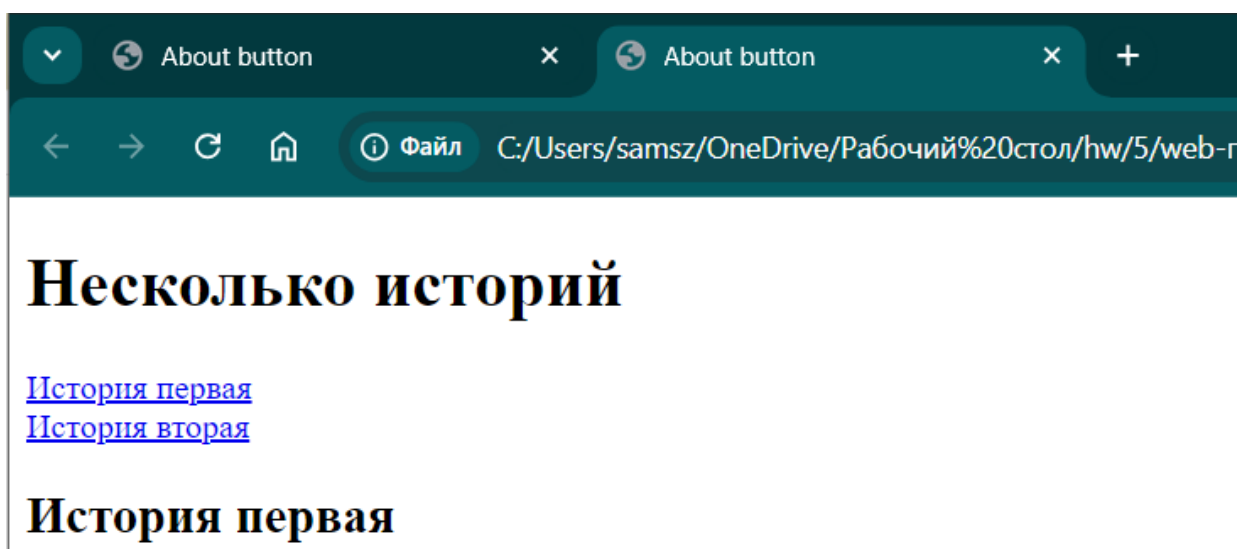 About button
About button
Файл C:/Users/samsz/OneDrive/Рабочий%20стол/hw/5/web-
Несколько историй
История первая
История вторая
История первая